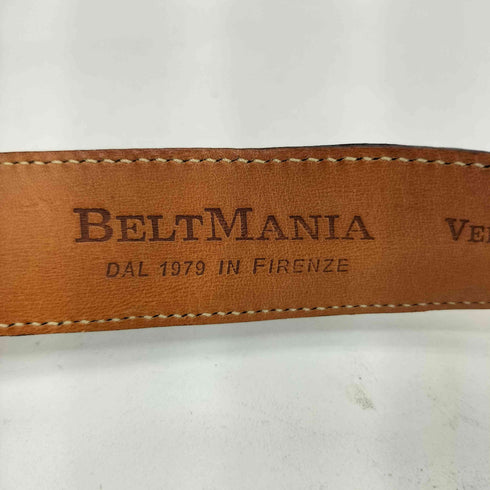 BELTMANIA
DAL 1979 IN FIRENZE